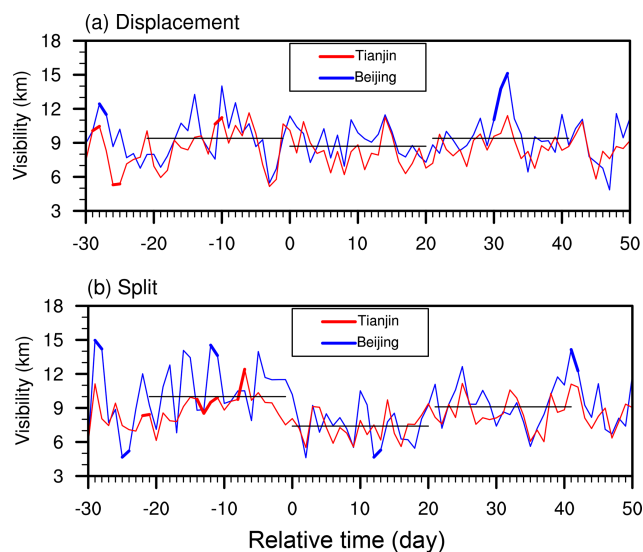 (a) Displacement
Visibility (km)
18
15
12
9
6
3
Tianjin
Beijing
-30 -20 -10 0 10 20 30 40 50
(b) Split
Visibility (km)
18
15
12
9
6
3
Tianjin
Beijing
-30 -20 -10 0 10 20 30 40 50
Relative time (day)